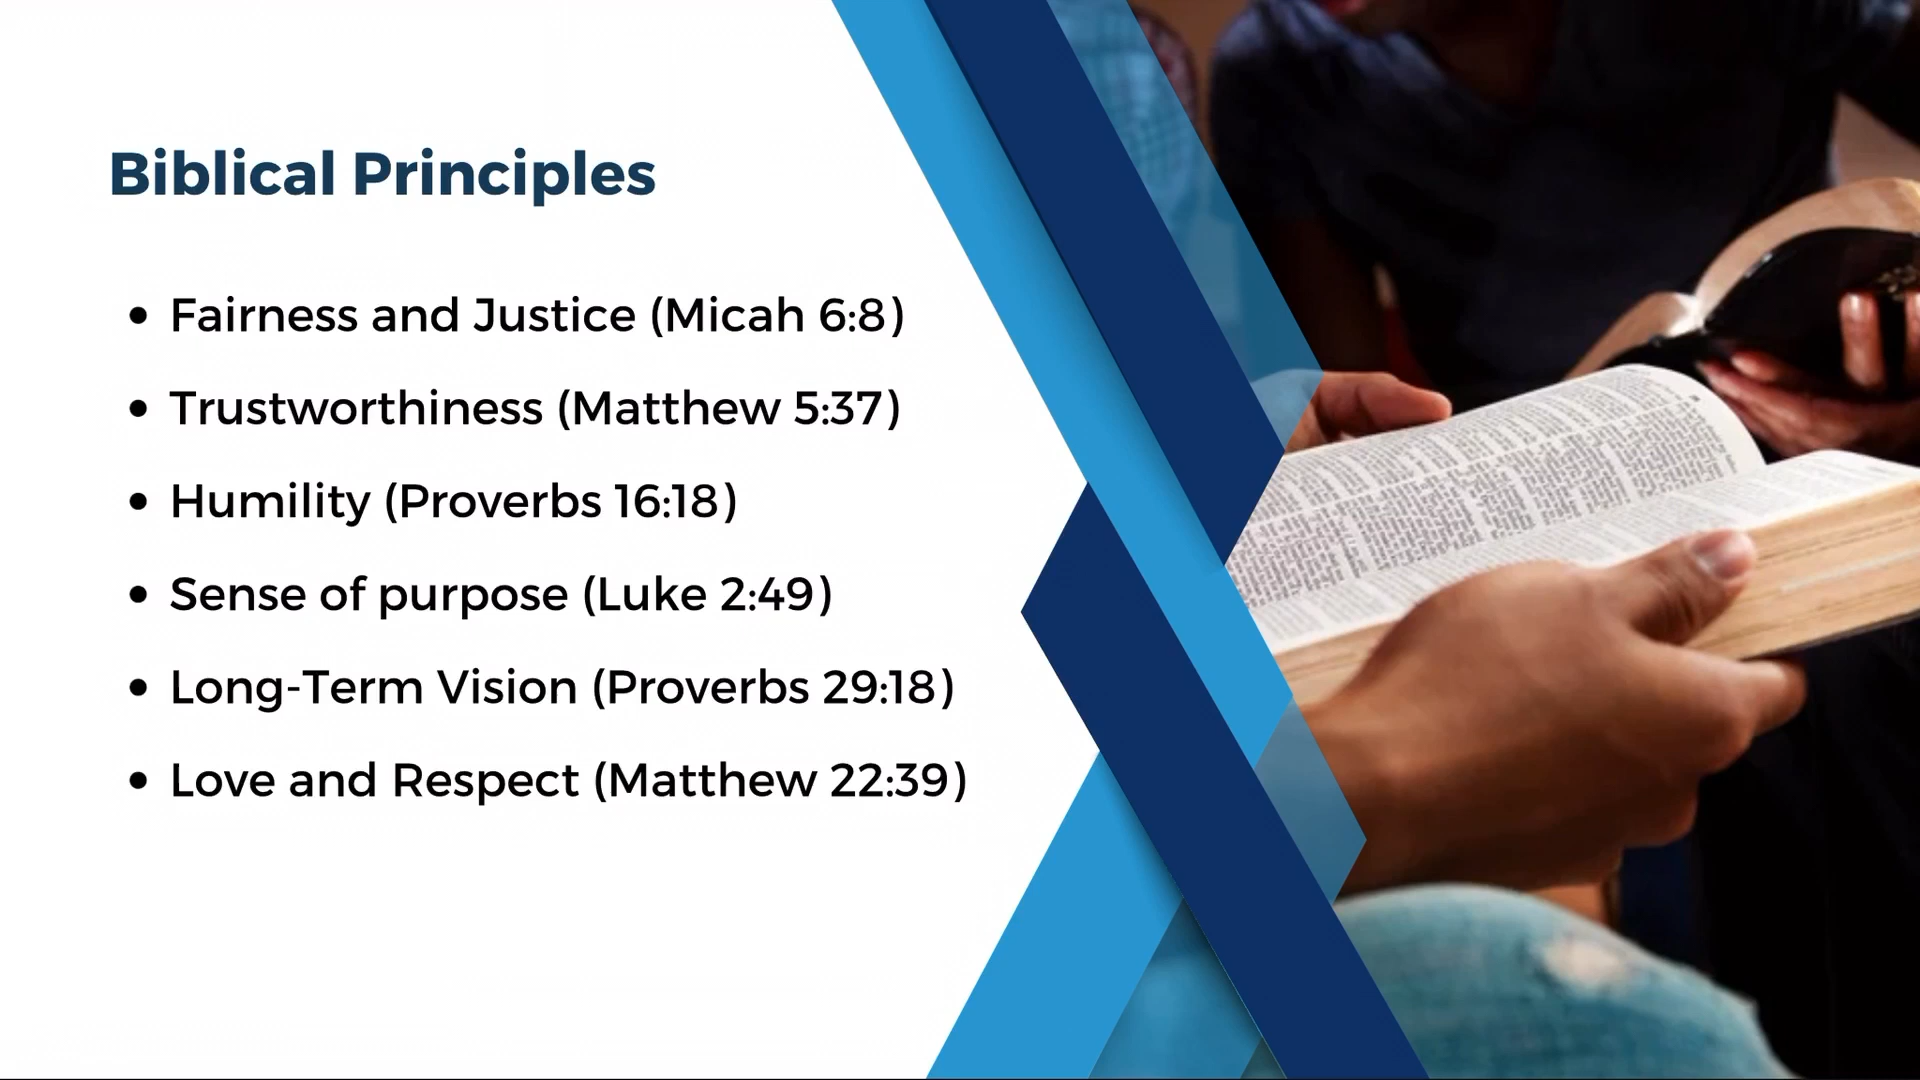 Biblical Principles
• Fairness and Justice (Micah 6:8)
• Trustworthiness (Matthew 5:37)
• Humility (Proverbs 16:18)
• Sense of purpose (Luke 2:49)
• Long-Term Vision (Proverbs 29:18)
• Love and Respect (Matthew 22:39)